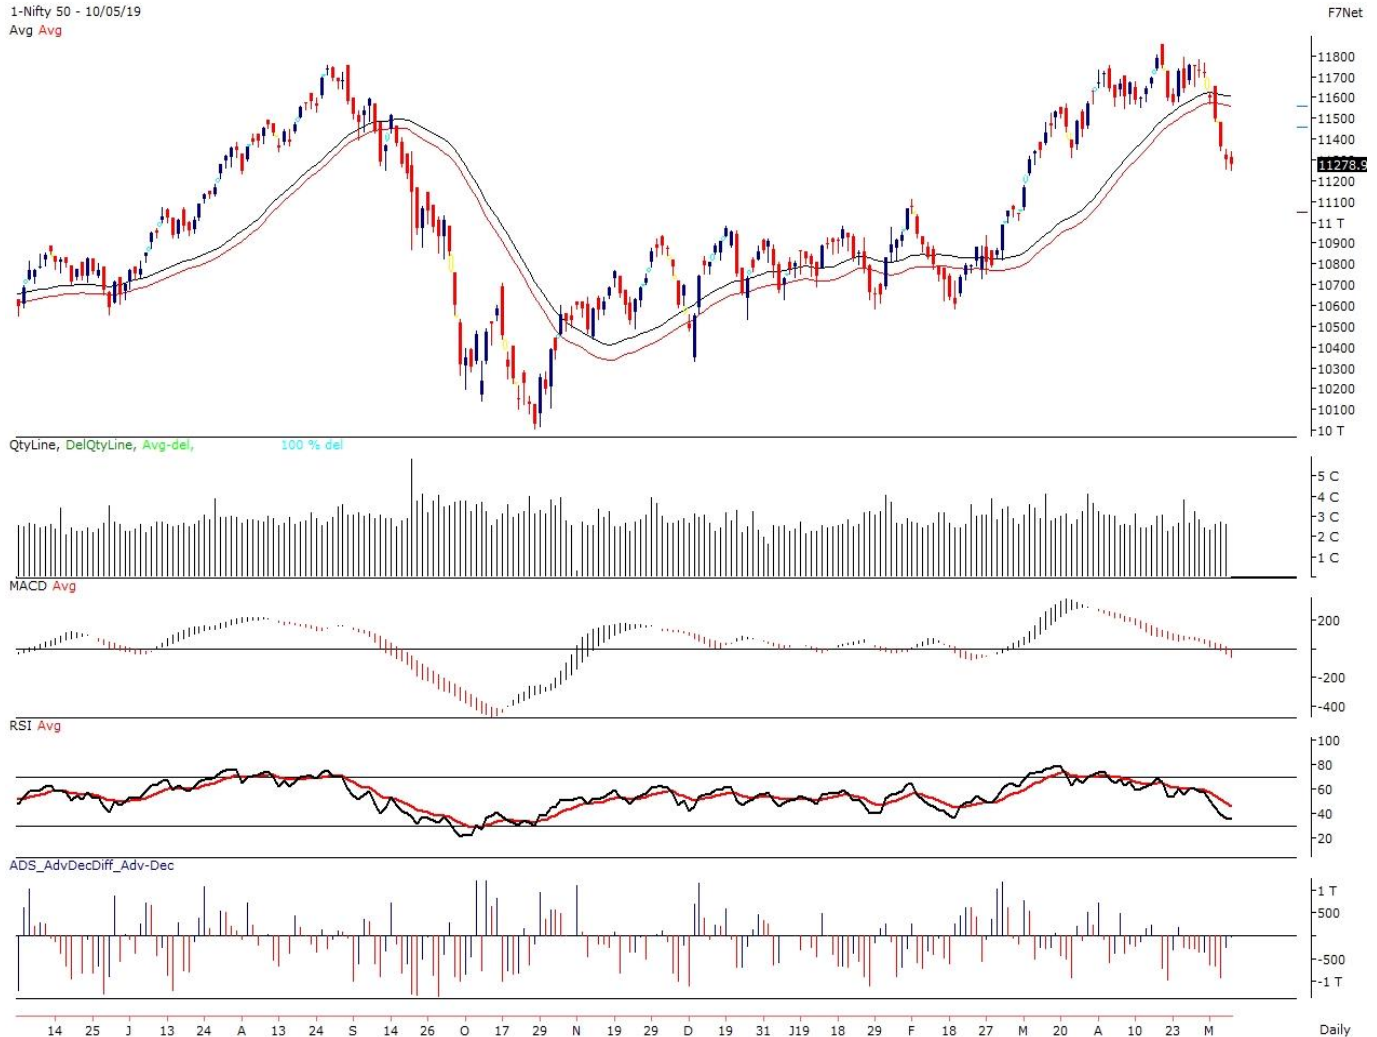 1-Nifty 50 - 10/05/19
F7Net
Avg Avg
11800
11700
11600
11500
11400
11278.9
11200
11100
11 T
10900
10800
10700
10600
10500
10400
10300
10200
10100
10 T
QtyLine, DelQtyLine, Avg-del, 100 % del
5 C
4 C
3 C
2 C
1 C
MACD Avg
200
-200
-400
RSI Avg
100
80
60
40
20
ADS_AdvDecDiff_Adv-Dec
1 T
500
-500
-1 T
14 25 J 13 24 A 13 24 S 14 26 O 17 29 N 19 29 D 19 31 J19 18 29 F 18 27 M 20 A 10 23 M Daily